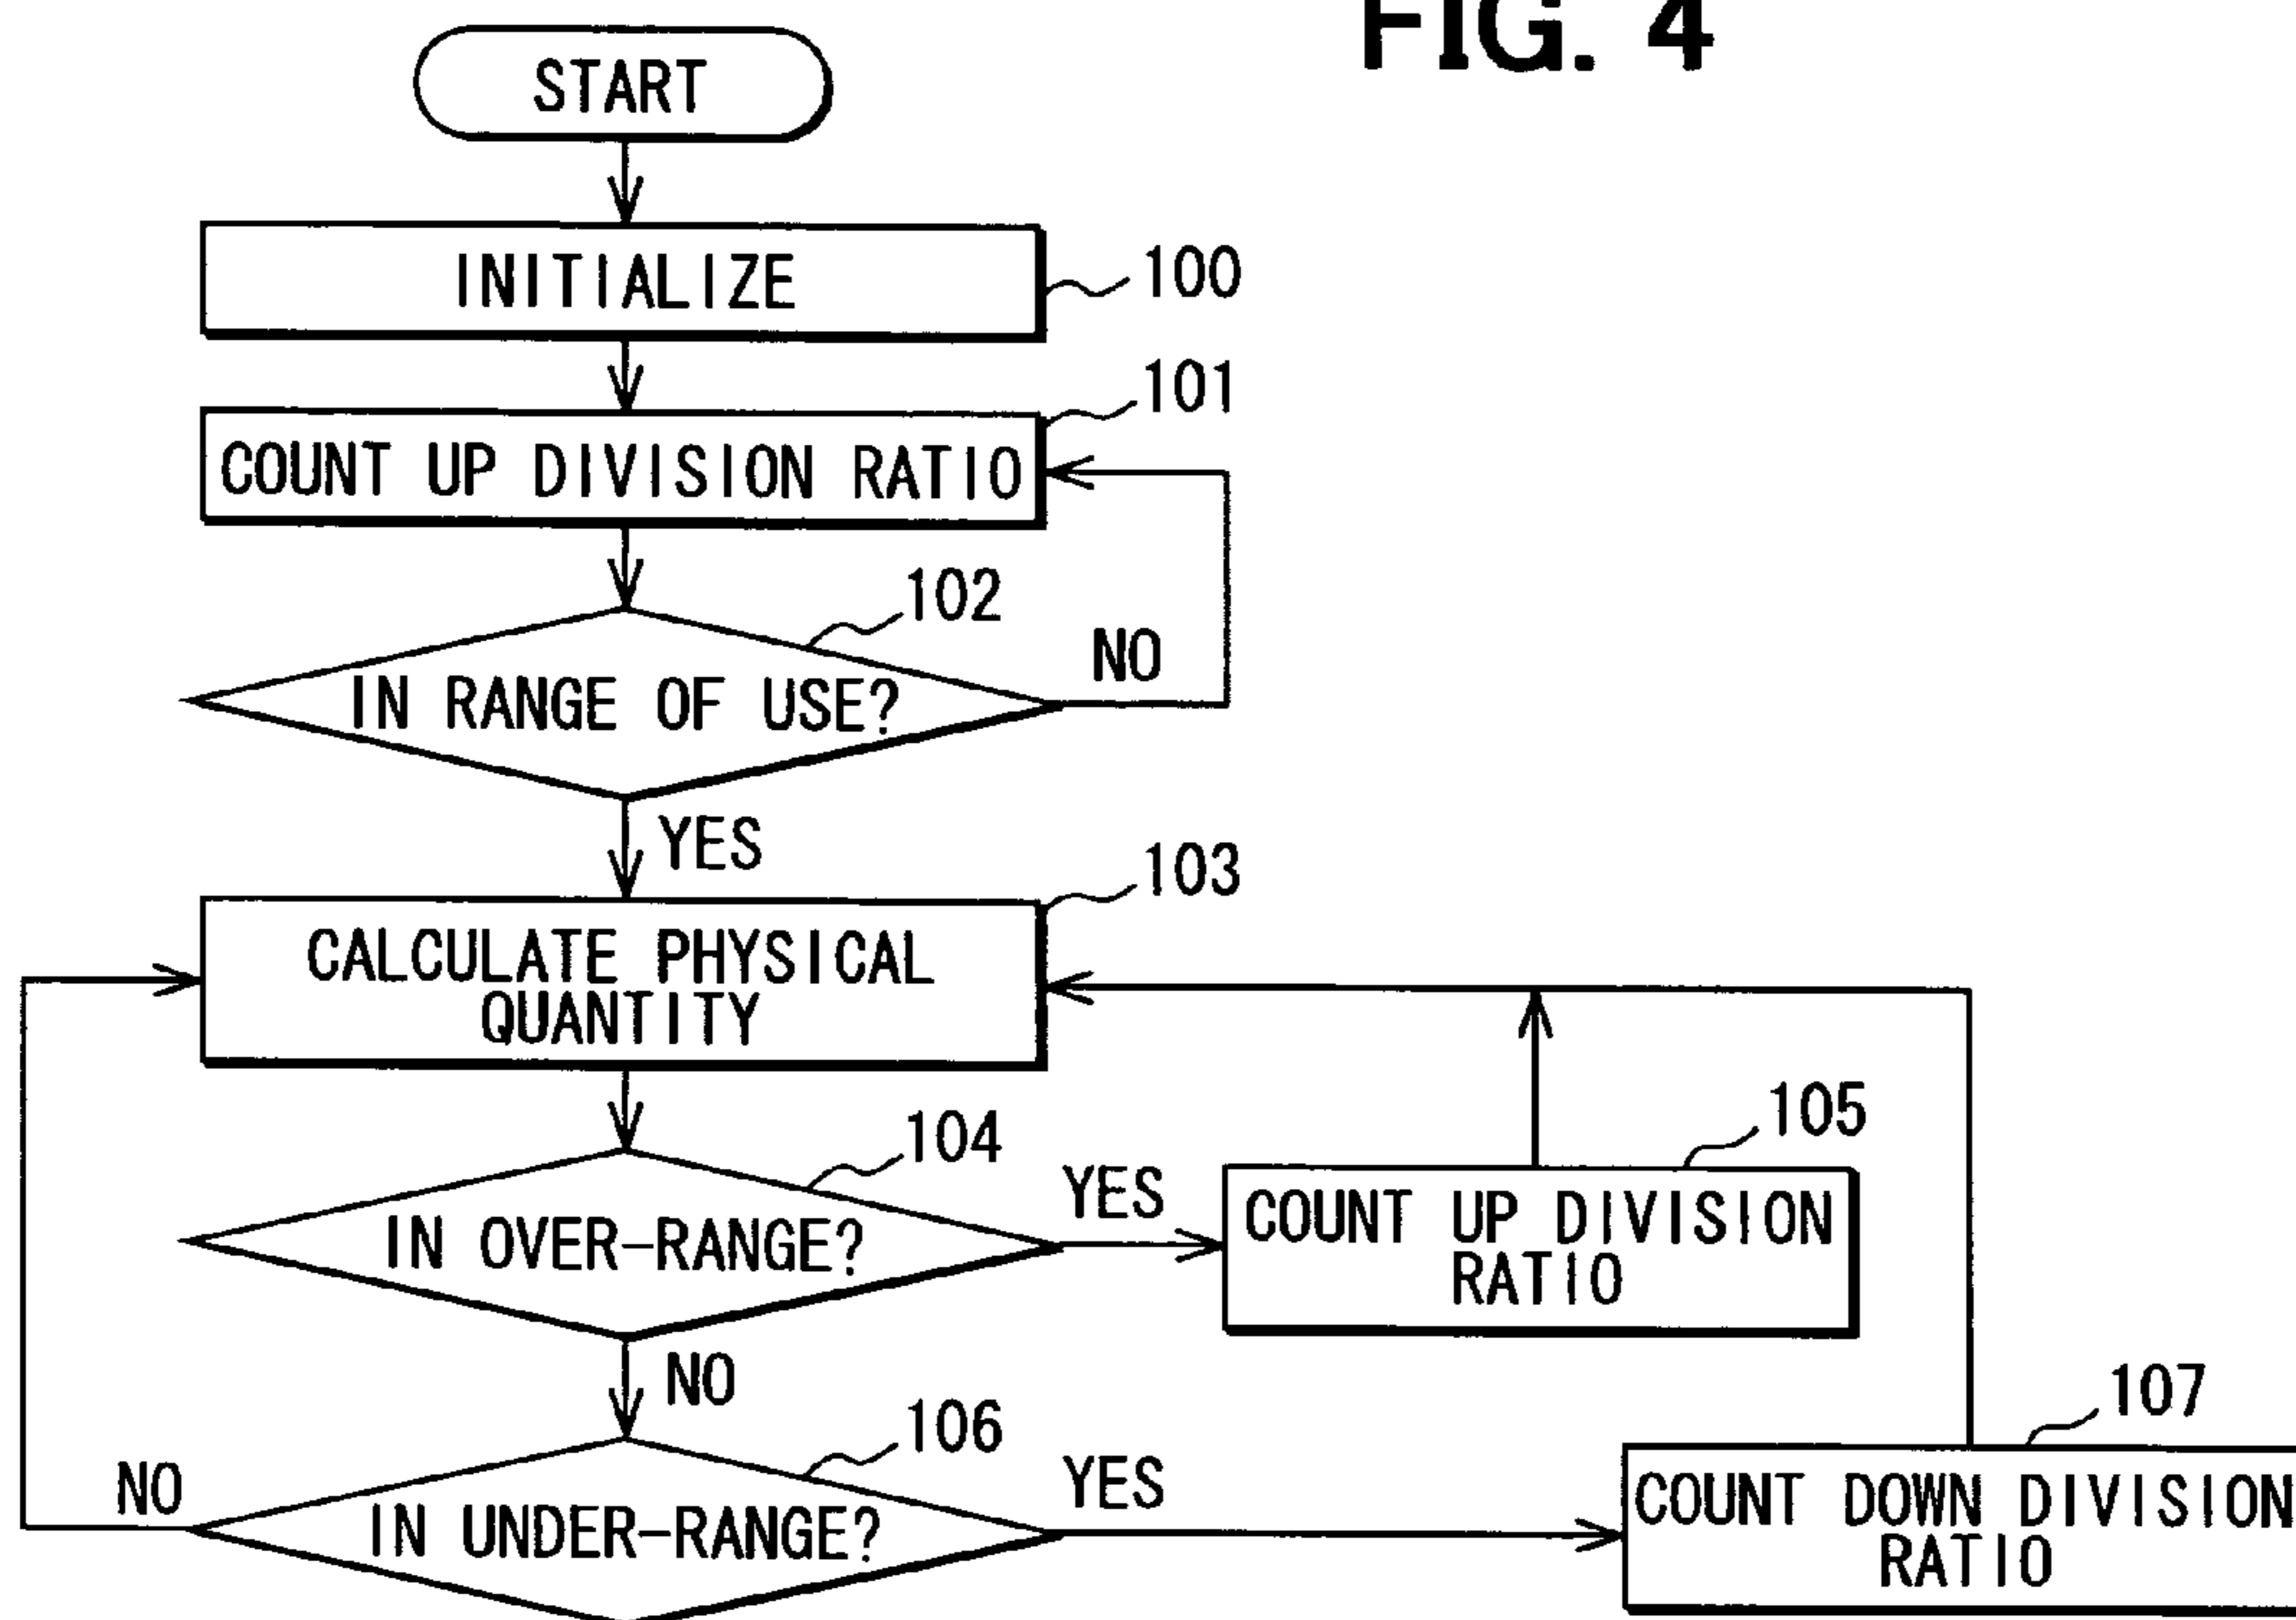 FIG. 4
START
INITIALIZE
100
101
COUNT UP DIVISION RATIO
102
NO
IN RANGE OF USE?
YES
103
CALCULATE PHYSICAL
QUANTITY
104
105
YES
IN OVER-RANGE?
COUNT UP DIVISION
RATIO
NO
106
107
NO
YES
IN UNDER-RANGE?
COUNT DOWN DIVISION
RATIO